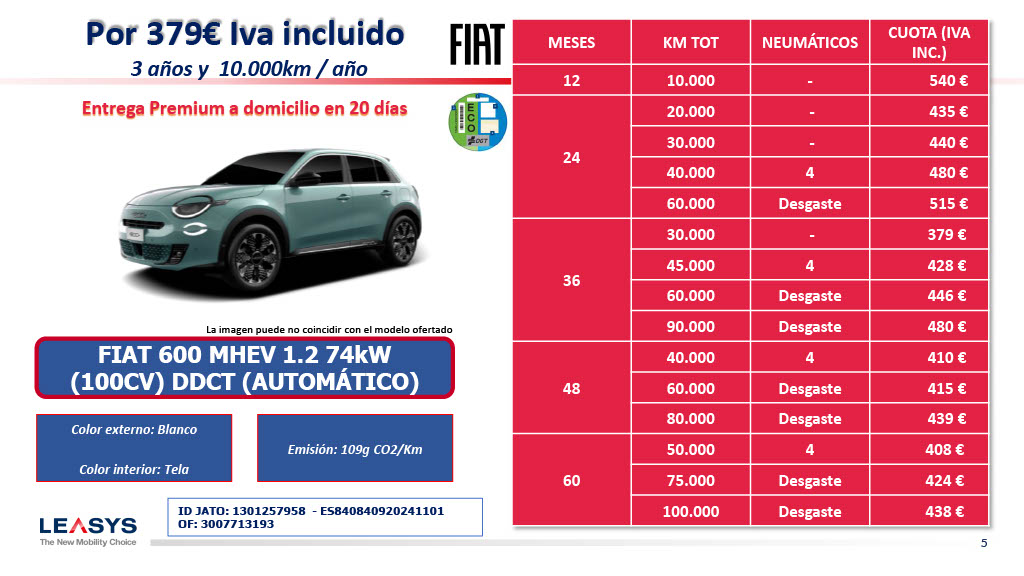 Por 379€ Iva incluido
3 años y 10.000km / año
FIAT
Entrega Premium a domicilio en 20 días
ECO
DGT
La imagen puede no coincidir con el modelo ofertado
FIAT 600 MHEV 1.2 74kW
(100CV) DDCT (AUTOMÁTICO)
Color externo: Blanco
Color interior: Tela
Emisión: 109g CO2/Km
ID JATO: 1301257958 - ES840840920241101
OF: 3007713193
LEASYS
The New Mobility Choice
MESES KM TOT NEUMÁTICOS CUOTA (IVA INC.)
12 10.000 - 540 €
24 20.000 - 435 €
30.000 - 440 €
40.000 4 480 €
60.000 Desgaste 515 €
36 30.000 - 379 €
45.000 4 428 €
60.000 Desgaste 446 €
90.000 Desgaste 480 €
48 40.000 4 410 €
60.000 Desgaste 415 €
80.000 Desgaste 439 €
60 50.000 4 408 €
75.000 Desgaste 424 €
100.000 Desgaste 438 €
5